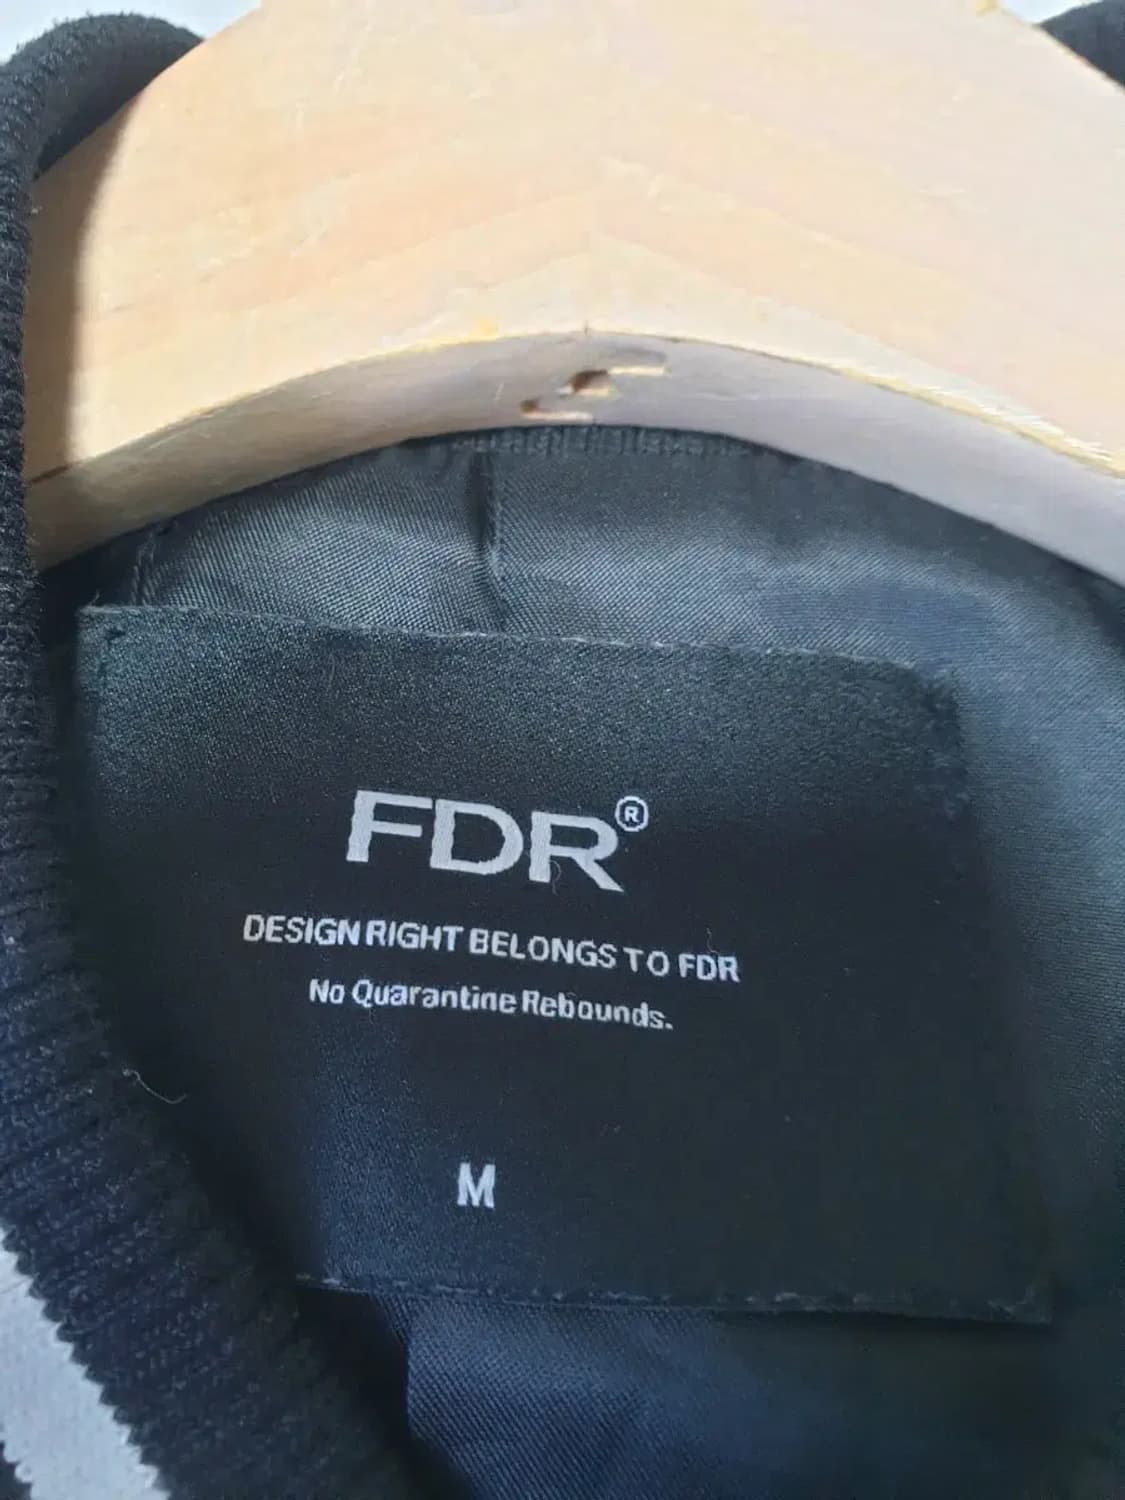 FDR®
DESIGN RIGHT BELONGS TO FDR
No Quarantine Rebounds.
M